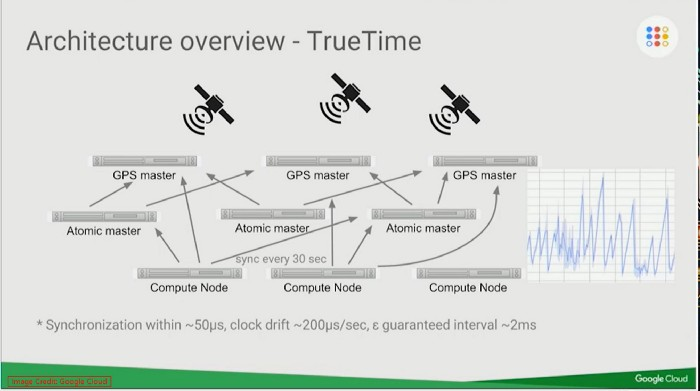 Architecture overview - TrueTime
GPS master
GPS master
GPS master
Atomic master
Atomic master
Atomic master
sync every 30 sec
Compute Node
Compute Node
Compute Node
* Synchronization within ~50μs, clock drift ~200μs/sec, ε guaranteed interval ~2ms
Image Credit: Google Cloud
Google Cloud